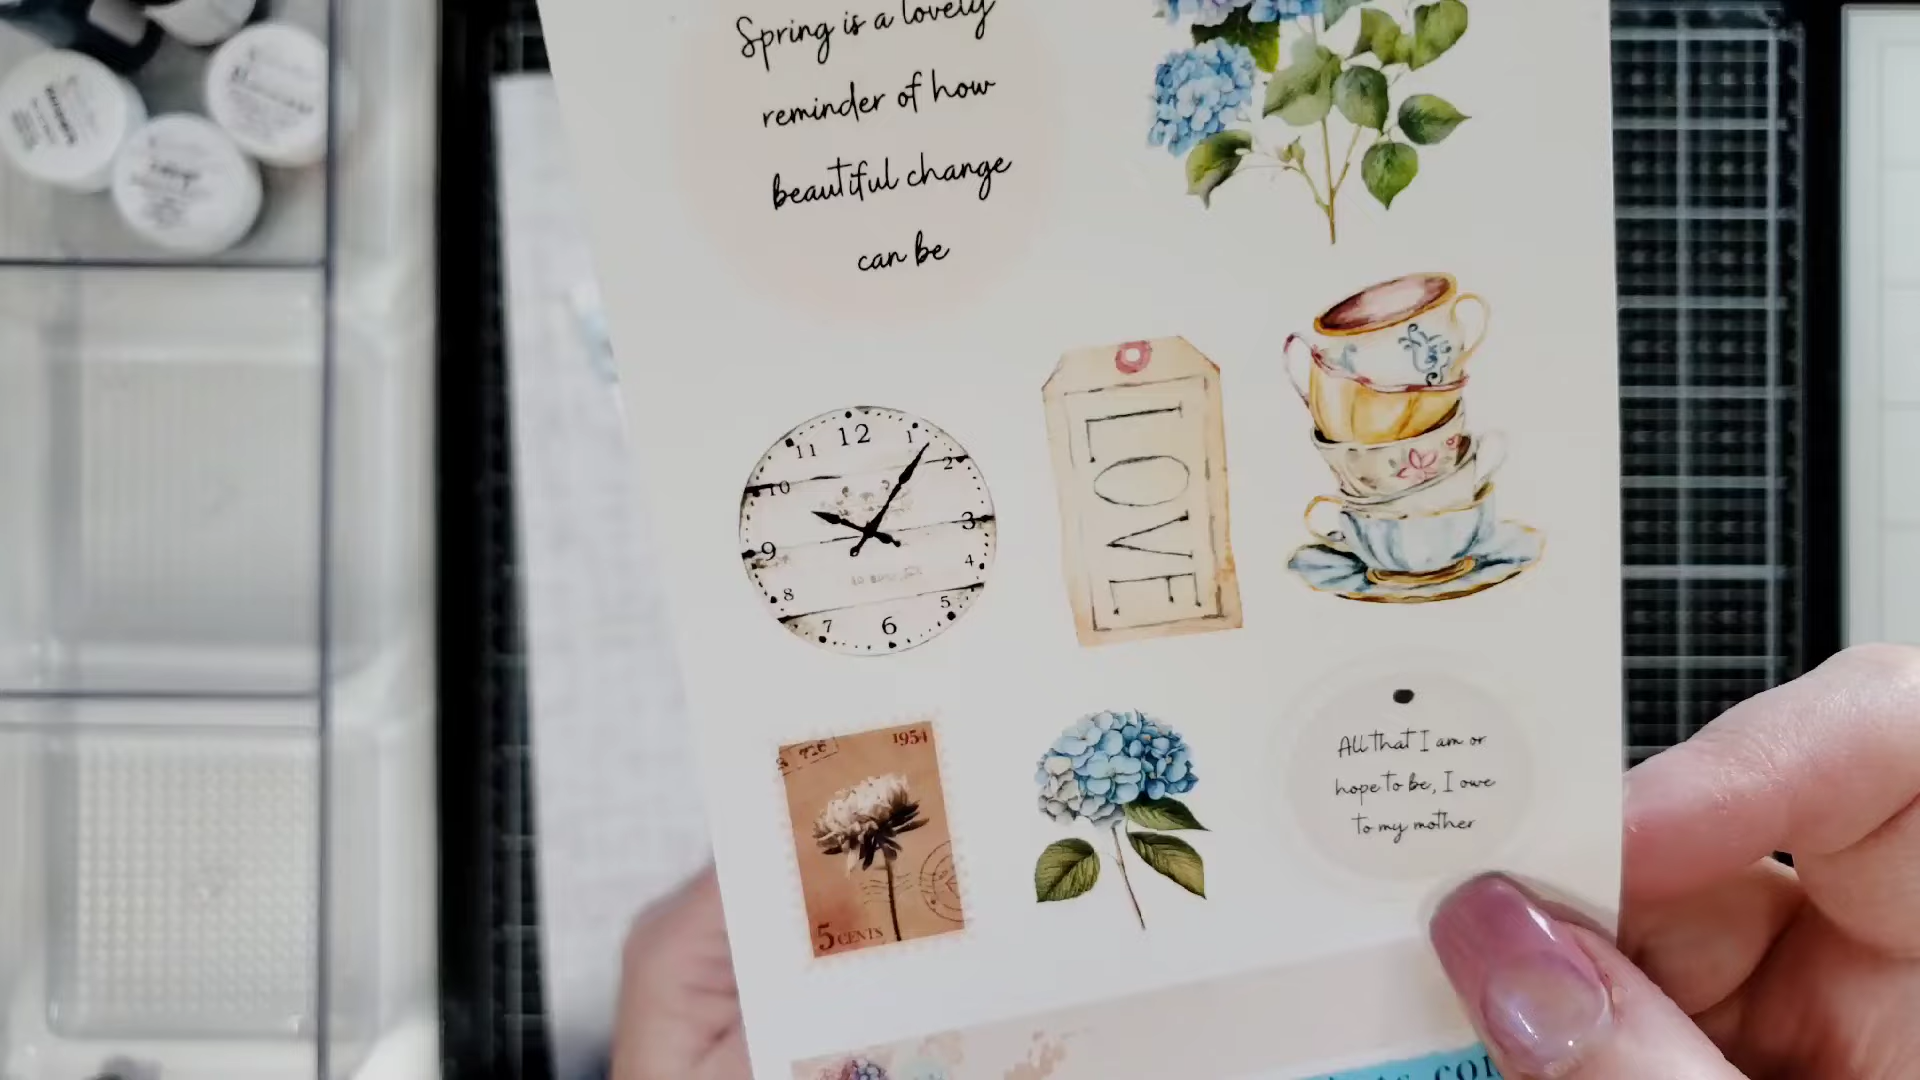 Spring is a lovely
reminder of how
beautiful change
can be
12
1
2
3
4
5
6
7
8
9
10
11
LOVE
1954
5 CENTS
All that I am or
hope to be, I owe
to my mother